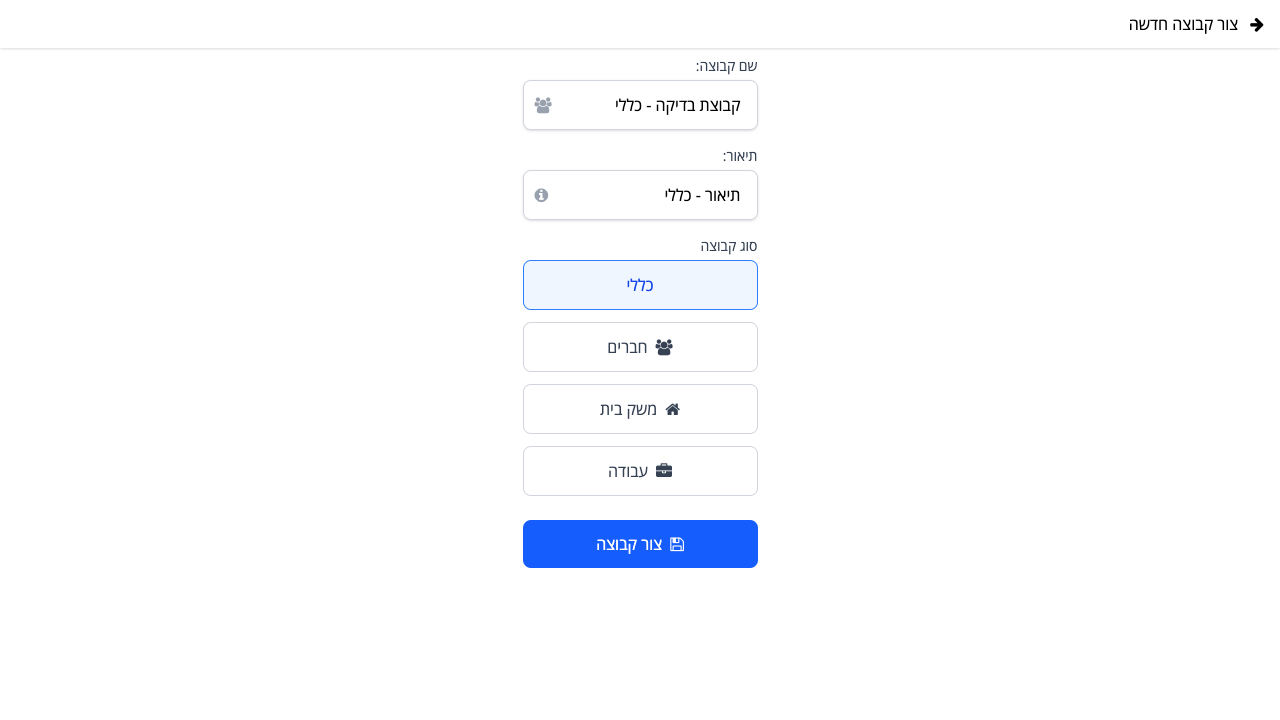 צור קבוצה חדשה
שם קבוצה:
קבוצת בדיקה - כללי
תיאור:
תיאור - כללי
סוג קבוצה
כללי
חברים
משק בית
עבודה
צור קבוצה